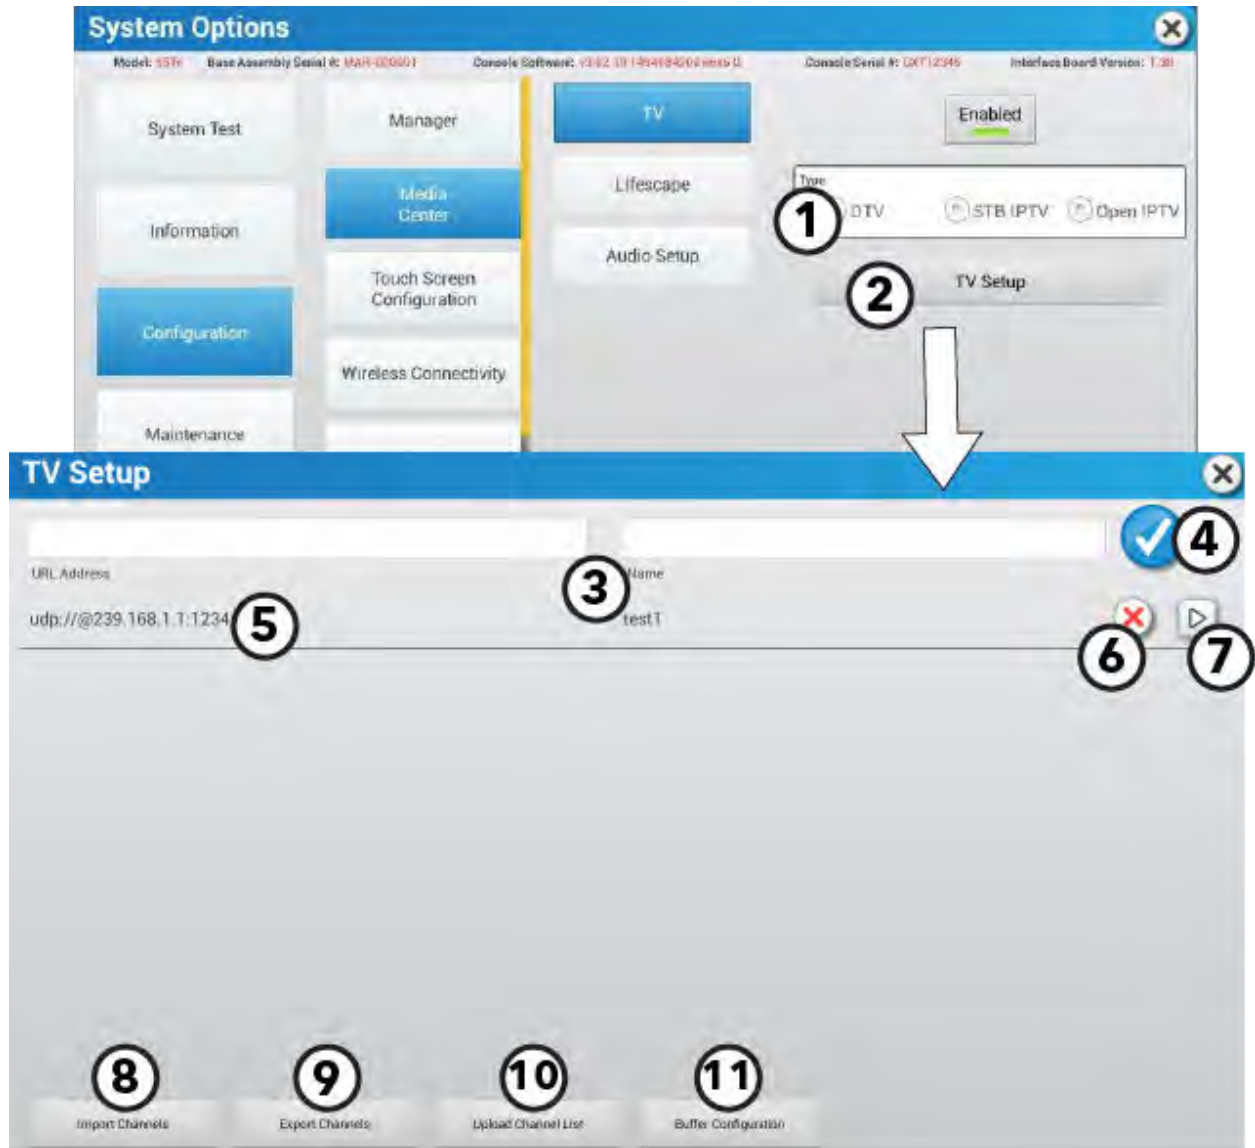 System Options
Model: Base Assembly Serial #: Console Software: Console Serial #: CXT12345 Interface Board Version:
System Test
Manager
TV
Enabled
Information
Media
Center
Lifescape
Type
1
DTV
STB IPTV
Open IPTV
Configuration
Touch Screen
Configuration
Audio Setup
2
TV Setup
Wireless Connectivity
Maintenance
TV Setup
4
URL Address
3
Name
udp://@239.168.1.1:1234
5
testT
6
7
8
9
10
11
Import Channels
Export Channels
Upload Channel List
Buffer Configuration